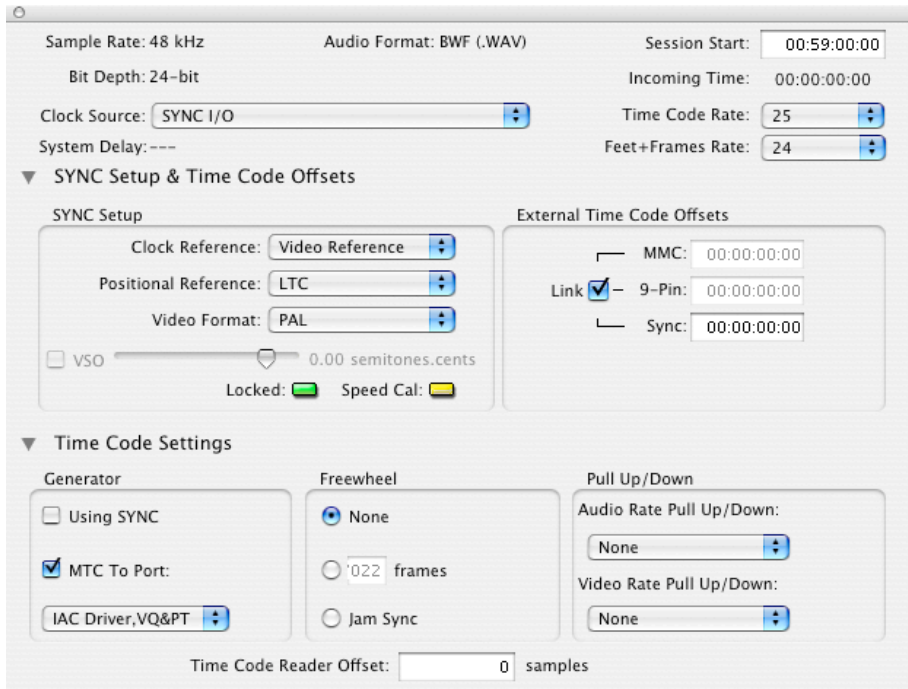 Sample Rate: 48 kHz Audio Format: BWF (.WAV) Session Start: 00:59:00:00
Bit Depth: 24-bit Incoming Time: 00:00:00:00
Clock Source: SYNC I/O Time Code Rate: 25
System Delay: --- Feet+Frames Rate: 24
SYNC Setup & Time Code Offsets
SYNC Setup External Time Code Offsets
Clock Reference: Video Reference MMC: 00:00:00:00
Positional Reference: LTC Link 9-Pin: 00:00:00:00
Video Format: PAL Sync: 00:00:00:00
VSO 0.00 semitones.cents
Locked: Speed Cal:
Time Code Settings
Generator Freewheel Pull Up/Down
Using SYNC None Audio Rate Pull Up/Down:
None
MTC To Port: '022 frames Video Rate Pull Up/Down:
IAC Driver,VQ&PT Jam Sync None
Time Code Reader Offset: 0 samples